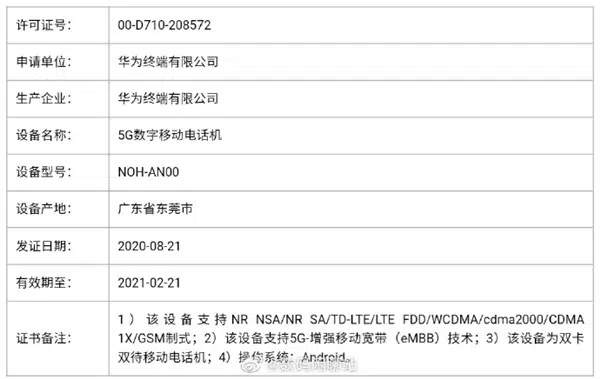 许可证号： 00-D710-208572
申请单位： 华为终端有限公司
生产企业： 华为终端有限公司
设备名称： 5G数字移动电话机
设备型号： NOH-AN00
设备产地： 广东省东莞市
发证日期： 2020-08-21
有效期至： 2021-02-21
证书备注： 1）该设备支持NR NSA/NR SA/TD-LTE/LTE FDD/WCDMA/cdma2000/CDMA
1X/GSM制式；2）该设备支持5G-增强移动宽带（eMBB）技术；3）该设备为双卡
双待移动电话机；4）操作系统：Android。